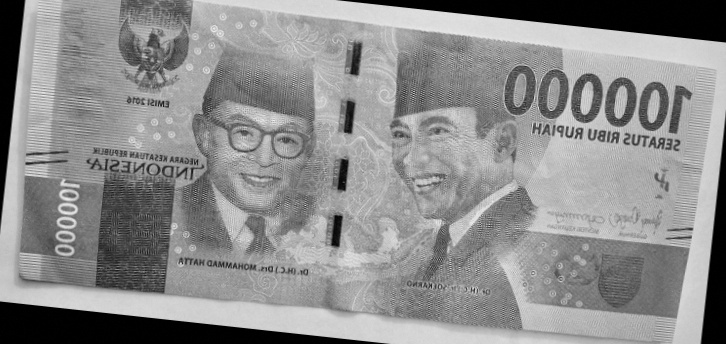 100000
SERATUS RIBU RUPIAH
EMISI 2016
NEGARA KESATUAN REPUBLIK
INDONESIA
100000
Dr. (H.C.) Drs. MOHAMMAD HATTA
Dr. (H.C.) Ir. SOEKARNO